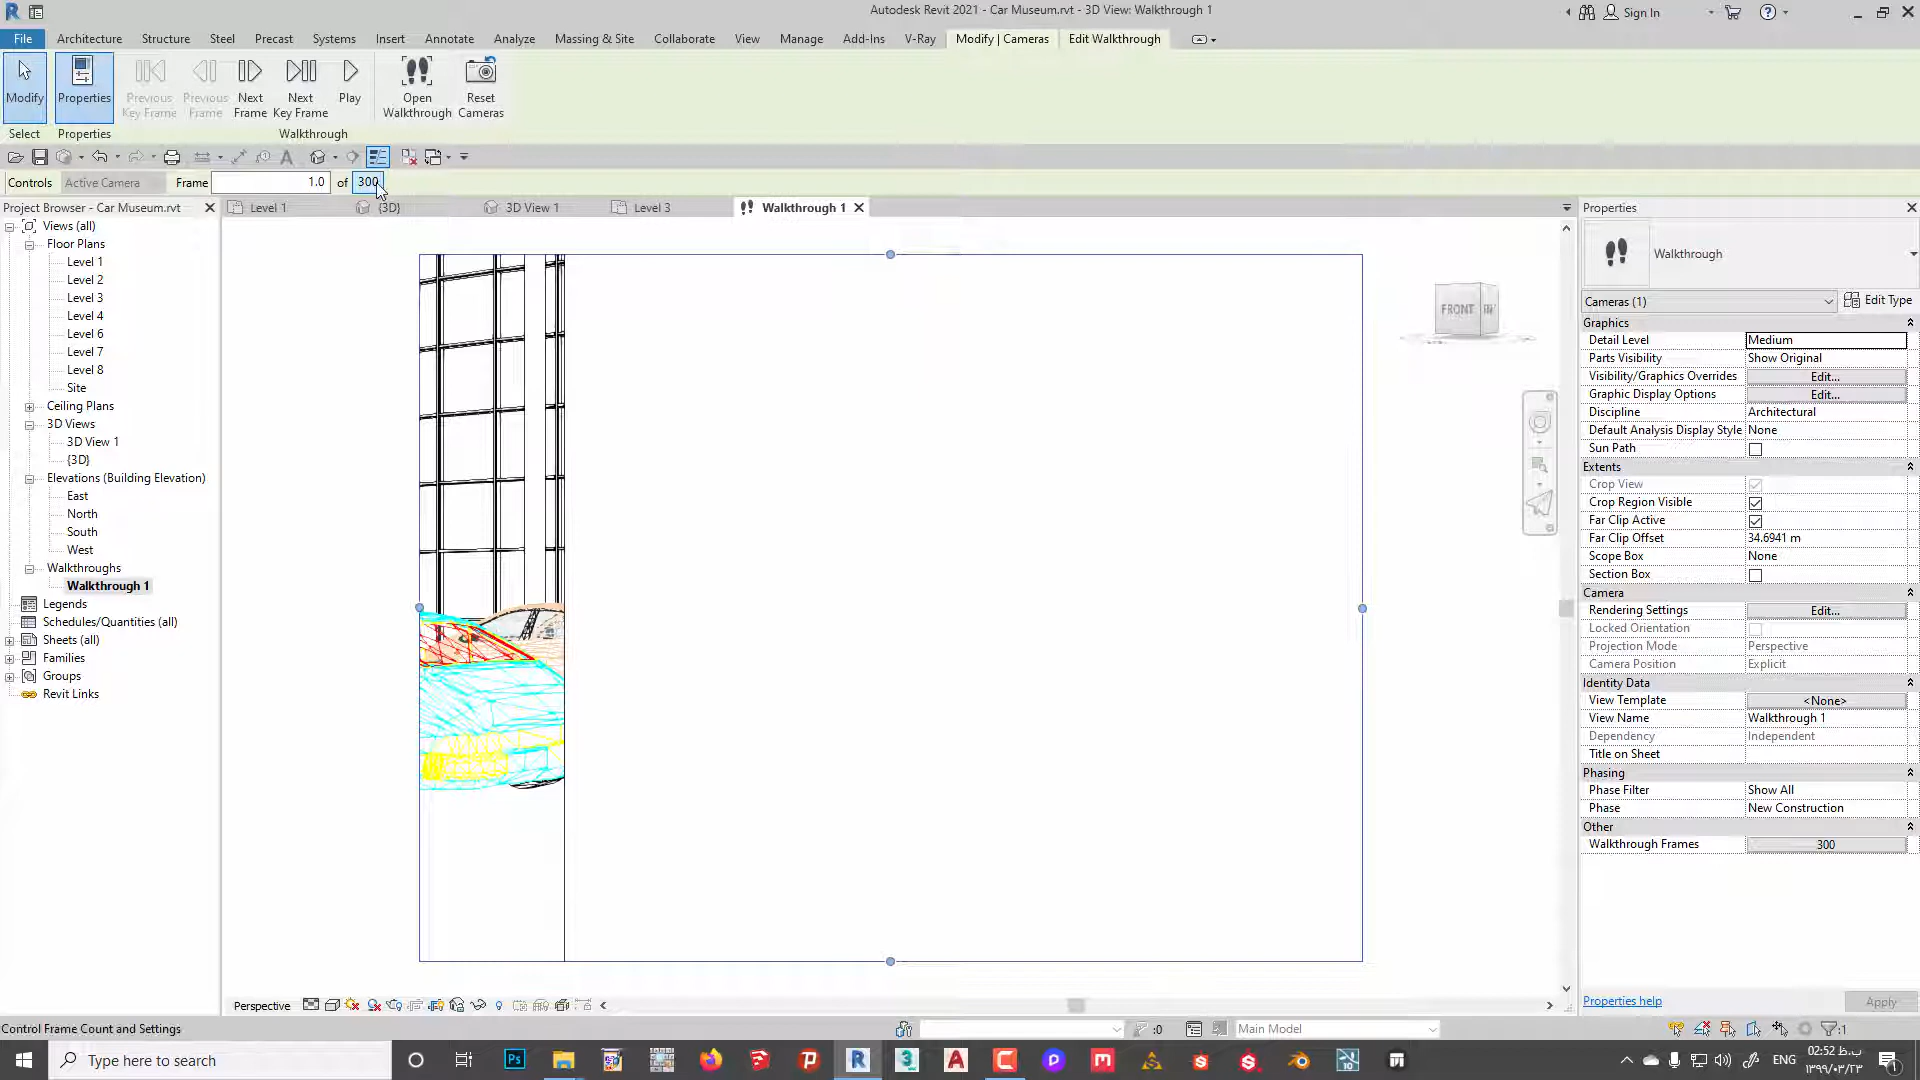 Autodesk Revit 2021 - Car Museum.rvt - 3D View: Walkthrough 1
Sign In
File Architecture Structure Steel Precast Systems Insert Annotate Analyze Massing & Site Collaborate View Manage Add-Ins V-Ray Modify | Cameras Edit Walkthrough
Modify Properties Previous Key Frame Previous Frame Next Frame Next Key Frame Play Open Walkthrough Reset Cameras
Select Properties Walkthrough
Controls Active Camera Frame 1.0 of 300
Project Browser - Car Museum.rvt
Level 1 {3D} 3D View 1 Level 3 Walkthrough 1
Views (all)
Floor Plans
Level 1
Level 2
Level 3
Level 4
Level 6
Level 7
Level 8
Site
Ceiling Plans
3D Views
3D View 1
{3D}
Elevations (Building Elevation)
East
North
South
West
Walkthroughs
Walkthrough 1
Legends
Schedules/Quantities (all)
Sheets (all)
Families
Groups
Revit Links
FRONT
Properties
Walkthrough
Cameras (1) Edit Type
Graphics
Detail Level Medium
Parts Visibility Show Original
Visibility/Graphics Overrides Edit...
Graphic Display Options Edit...
Discipline Architectural
Default Analysis Display Style None
Sun Path
Extents
Crop View
Crop Region Visible
Far Clip Active
Far Clip Offset 34.6941 m
Scope Box None
Section Box
Camera
Rendering Settings Edit...
Locked Orientation
Projection Mode Perspective
Camera Position Explicit
Identity Data
View Template <None>
View Name Walkthrough 1
Dependency Independent
Title on Sheet
Phasing
Phase Filter Show All
Phase New Construction
Other
Walkthrough Frames 300
Properties help Apply
Perspective
Control Frame Count and Settings :0 Main Model :1
Type here to search
ENG
02:52 ب.ظ
۱۳۹۹/۰۳/۲۳